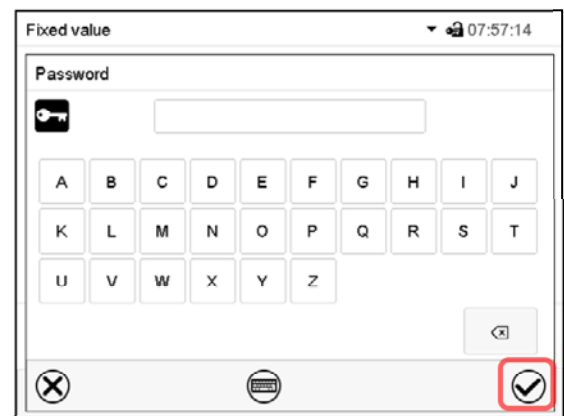 Fixed value 07:57:14
Password
A B C D E F G H I J
K L M N O P Q R S T
U V W X Y Z